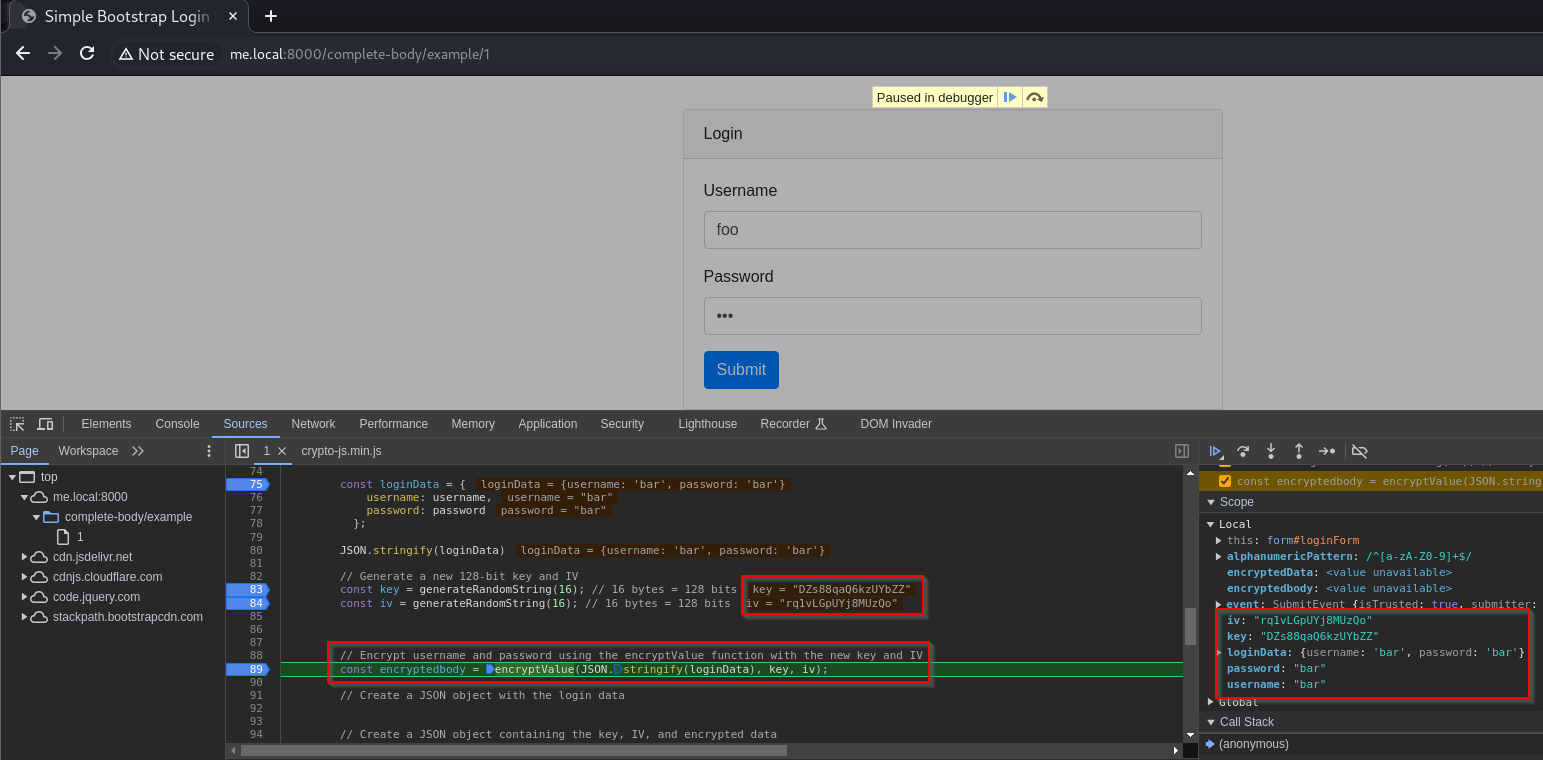 Simple Bootstrap Login
Not secure me.local:8000/complete-body/example/1
Paused in debugger
Login
Username
foo
Password
•••
Submit
Elements Console Sources Network Performance Memory Application Security Lighthouse Recorder DOM Invader
Page Workspace
1 crypto-js.min.js
top
me.local:8000
complete-body/example
1
cdn.jsdelivr.net
cdnjs.cloudflare.com
code.jquery.com
stackpath.bootstrapcdn.com
74
75 const loginData = { loginData = {username: 'bar', password: 'bar'}
76 username: username, username = "bar"
77 password: password password = "bar"
78 };
79
80 JSON.stringify(loginData) loginData = {username: 'bar', password: 'bar'}
81
82 // Generate a new 128-bit key and IV
83 const key = generateRandomString(16); // 16 bytes = 128 bits key = "DZs88qaQ6kzUYbZZ"
84 const iv = generateRandomString(16); // 16 bytes = 128 bits iv = "rq1vLGpUYj8MUzQo"
85
86
87
88 // Encrypt username and password using the encryptValue function with the new key and IV
89 const encryptedbody = encryptValue(JSON.stringify(loginData), key, iv);
90
91 // Create a JSON object with the login data
92
93
94 // Create a JSON object containing the key, IV, and encrypted data
const encryptedbody = encryptValue(JSON.string
Scope
Local
this: form#loginForm
alphanumericPattern: /^[a-zA-Z0-9]+$/
encryptedData: <value unavailable>
encryptedbody: <value unavailable>
event: SubmitEvent {isTrusted: true, submitter:
iv: "rq1vLGpUYj8MUzQo"
key: "DZs88qaQ6kzUYbZZ"
loginData: {username: 'bar', password: 'bar'}
password: "bar"
username: "bar"
Global
Call Stack
(anonymous)